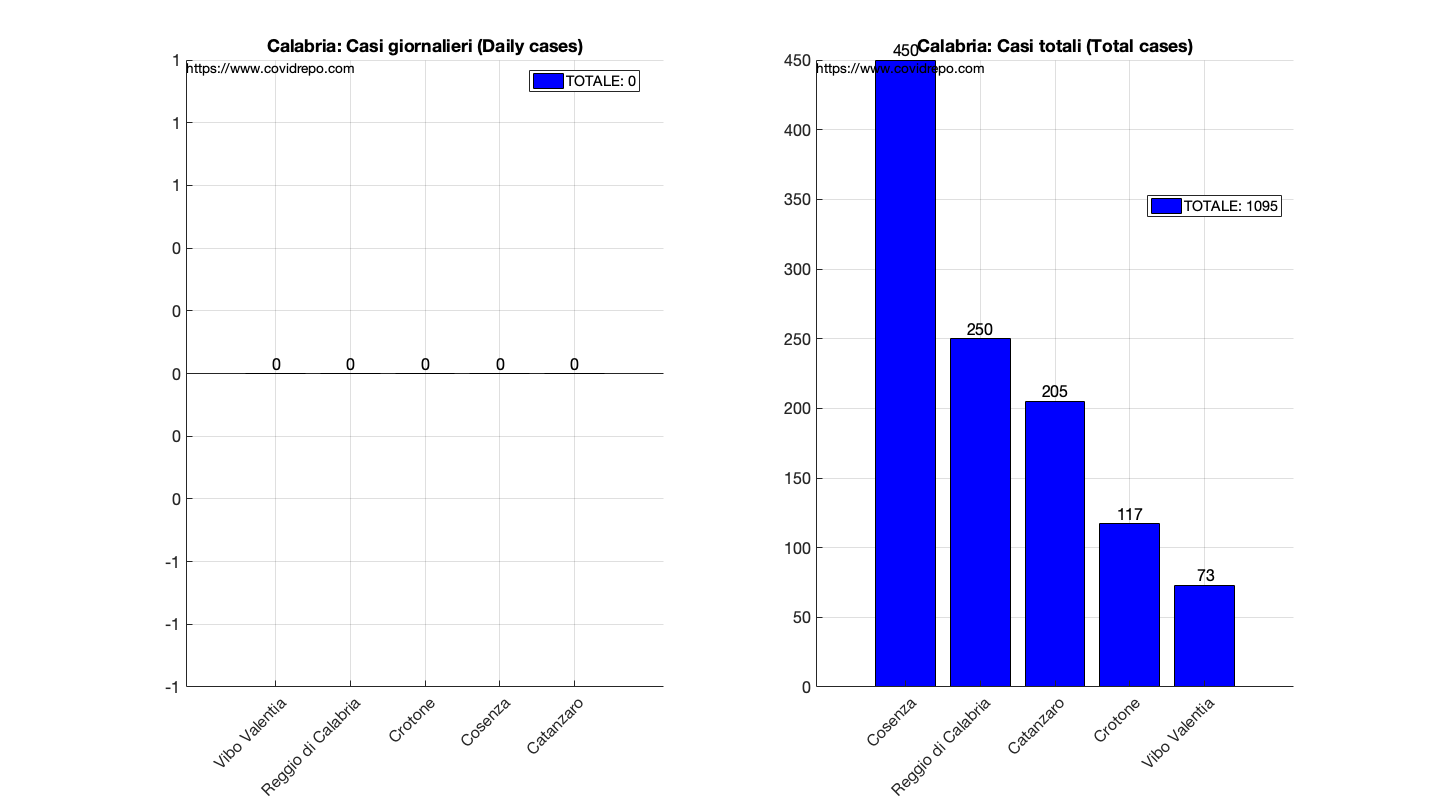 Calabria: Casi giornalieri (Daily cases)
https://www.covidrepo.com
TOTALE: 0
1
1
1
0
0
0
0
0
-1
-1
-1
0
0
0
0
0
Vibo Valentia
Reggio di Calabria
Crotone
Cosenza
Catanzaro
Calabria: Casi totali (Total cases)
https://www.covidrepo.com
TOTALE: 1095
450
400
350
300
250
200
150
100
50
0
450
250
205
117
73
Cosenza
Reggio di Calabria
Catanzaro
Crotone
Vibo Valentia